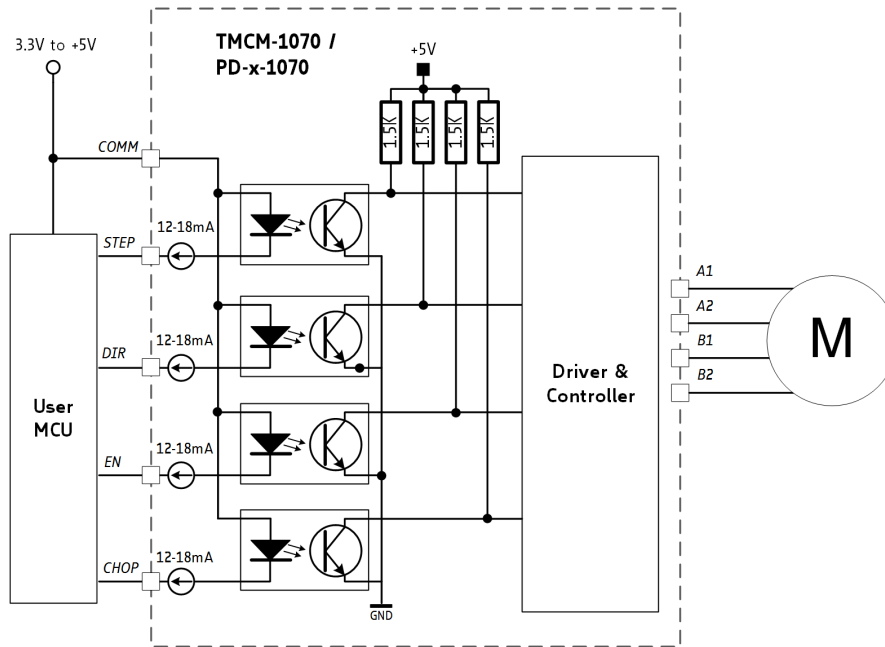 TMCM-1070 /
PD-x-1070
3.3V to +5V
+5V
1.5K
1.5K
1.5K
1.5K
COMM
STEP
12-18mA
DIR
12-18mA
EN
12-18mA
CHOP
12-18mA
User
MCU
Driver &
Controller
A1
A2
B1
B2
M
GND